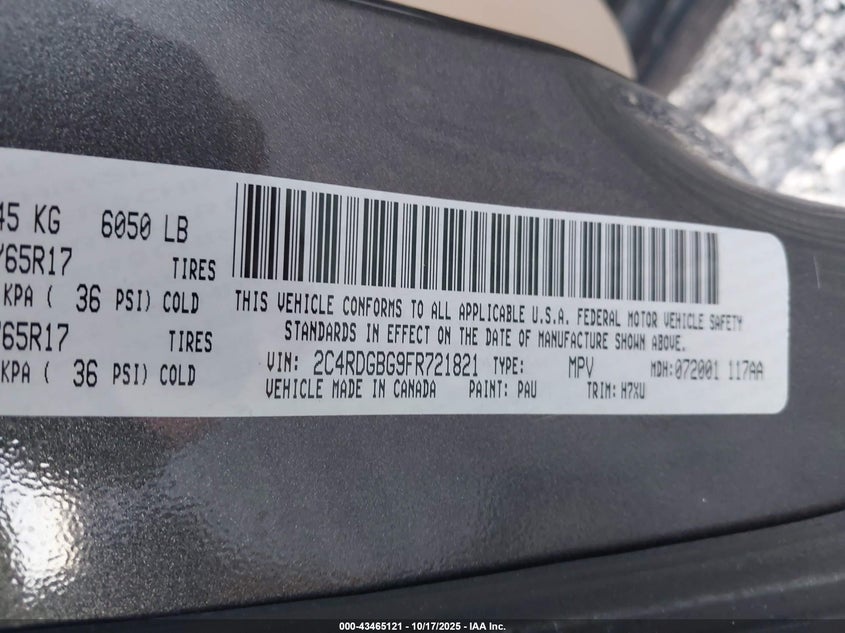 45 KG 6050 LB
/65R17 TIRES
KPA ( 36 PSI) COLD
/65R17 TIRES
KPA ( 36 PSI) COLD
THIS VEHICLE CONFORMS TO ALL APPLICABLE U.S.A. FEDERAL MOTOR VEHICLE SAFETY
STANDARDS IN EFFECT ON THE DATE OF MANUFACTURE SHOWN ABOVE.
VIN: 2C4RDGBG9FR721821 TYPE: MPV MDH:072001 117AA
VEHICLE MADE IN CANADA PAINT: PAU TRIM: H7XU
000-43465121 - 10/17/2025 - IAA Inc.